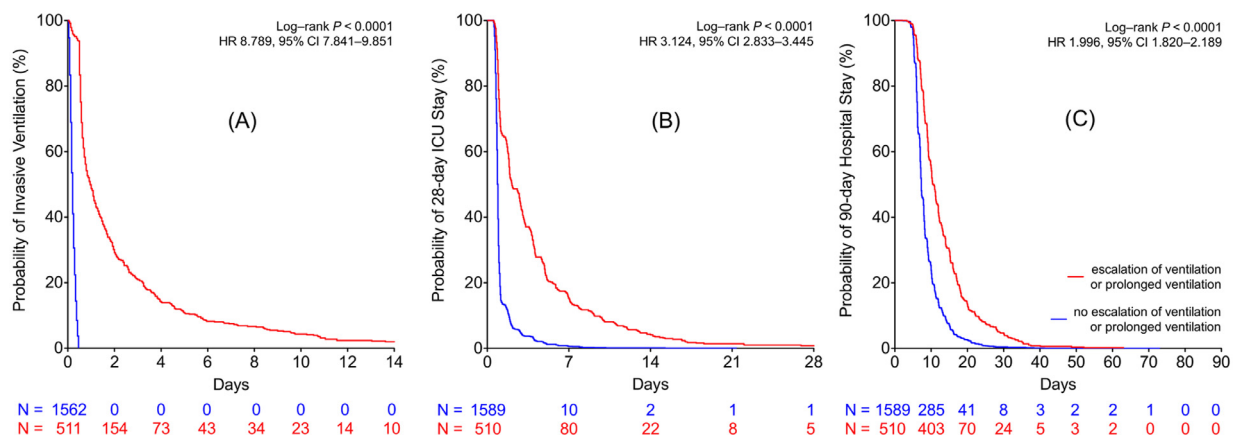 Log–rank P < 0.0001
HR 8.789, 95% CI 7.841–9.851
(A)
Probability of Invasive Ventilation (%)
100
80
60
40
20
0
0 2 4 6 8 10 12 14
Days
N = 1562 0 0 0 0 0 0 0
N = 511 154 73 43 34 23 14 10
Log–rank P < 0.0001
HR 3.124, 95% CI 2.833–3.445
(B)
Probability of 28-day ICU Stay (%)
100
80
60
40
20
0
0 7 14 21 28
Days
N = 1589 10 2 1 1
N = 510 80 22 8 5
Log–rank P < 0.0001
HR 1.996, 95% CI 1.820–2.189
(C)
Probability of 90-day Hospital Stay (%)
100
80
60
40
20
0
escalation of ventilation
or prolonged ventilation
no escalation of ventilation
or prolonged ventilation
0 10 20 30 40 50 60 70 80 90
Days
N = 1589 285 41 8 3 2 2 1 0 0
N = 510 403 70 24 5 3 2 0 0 0